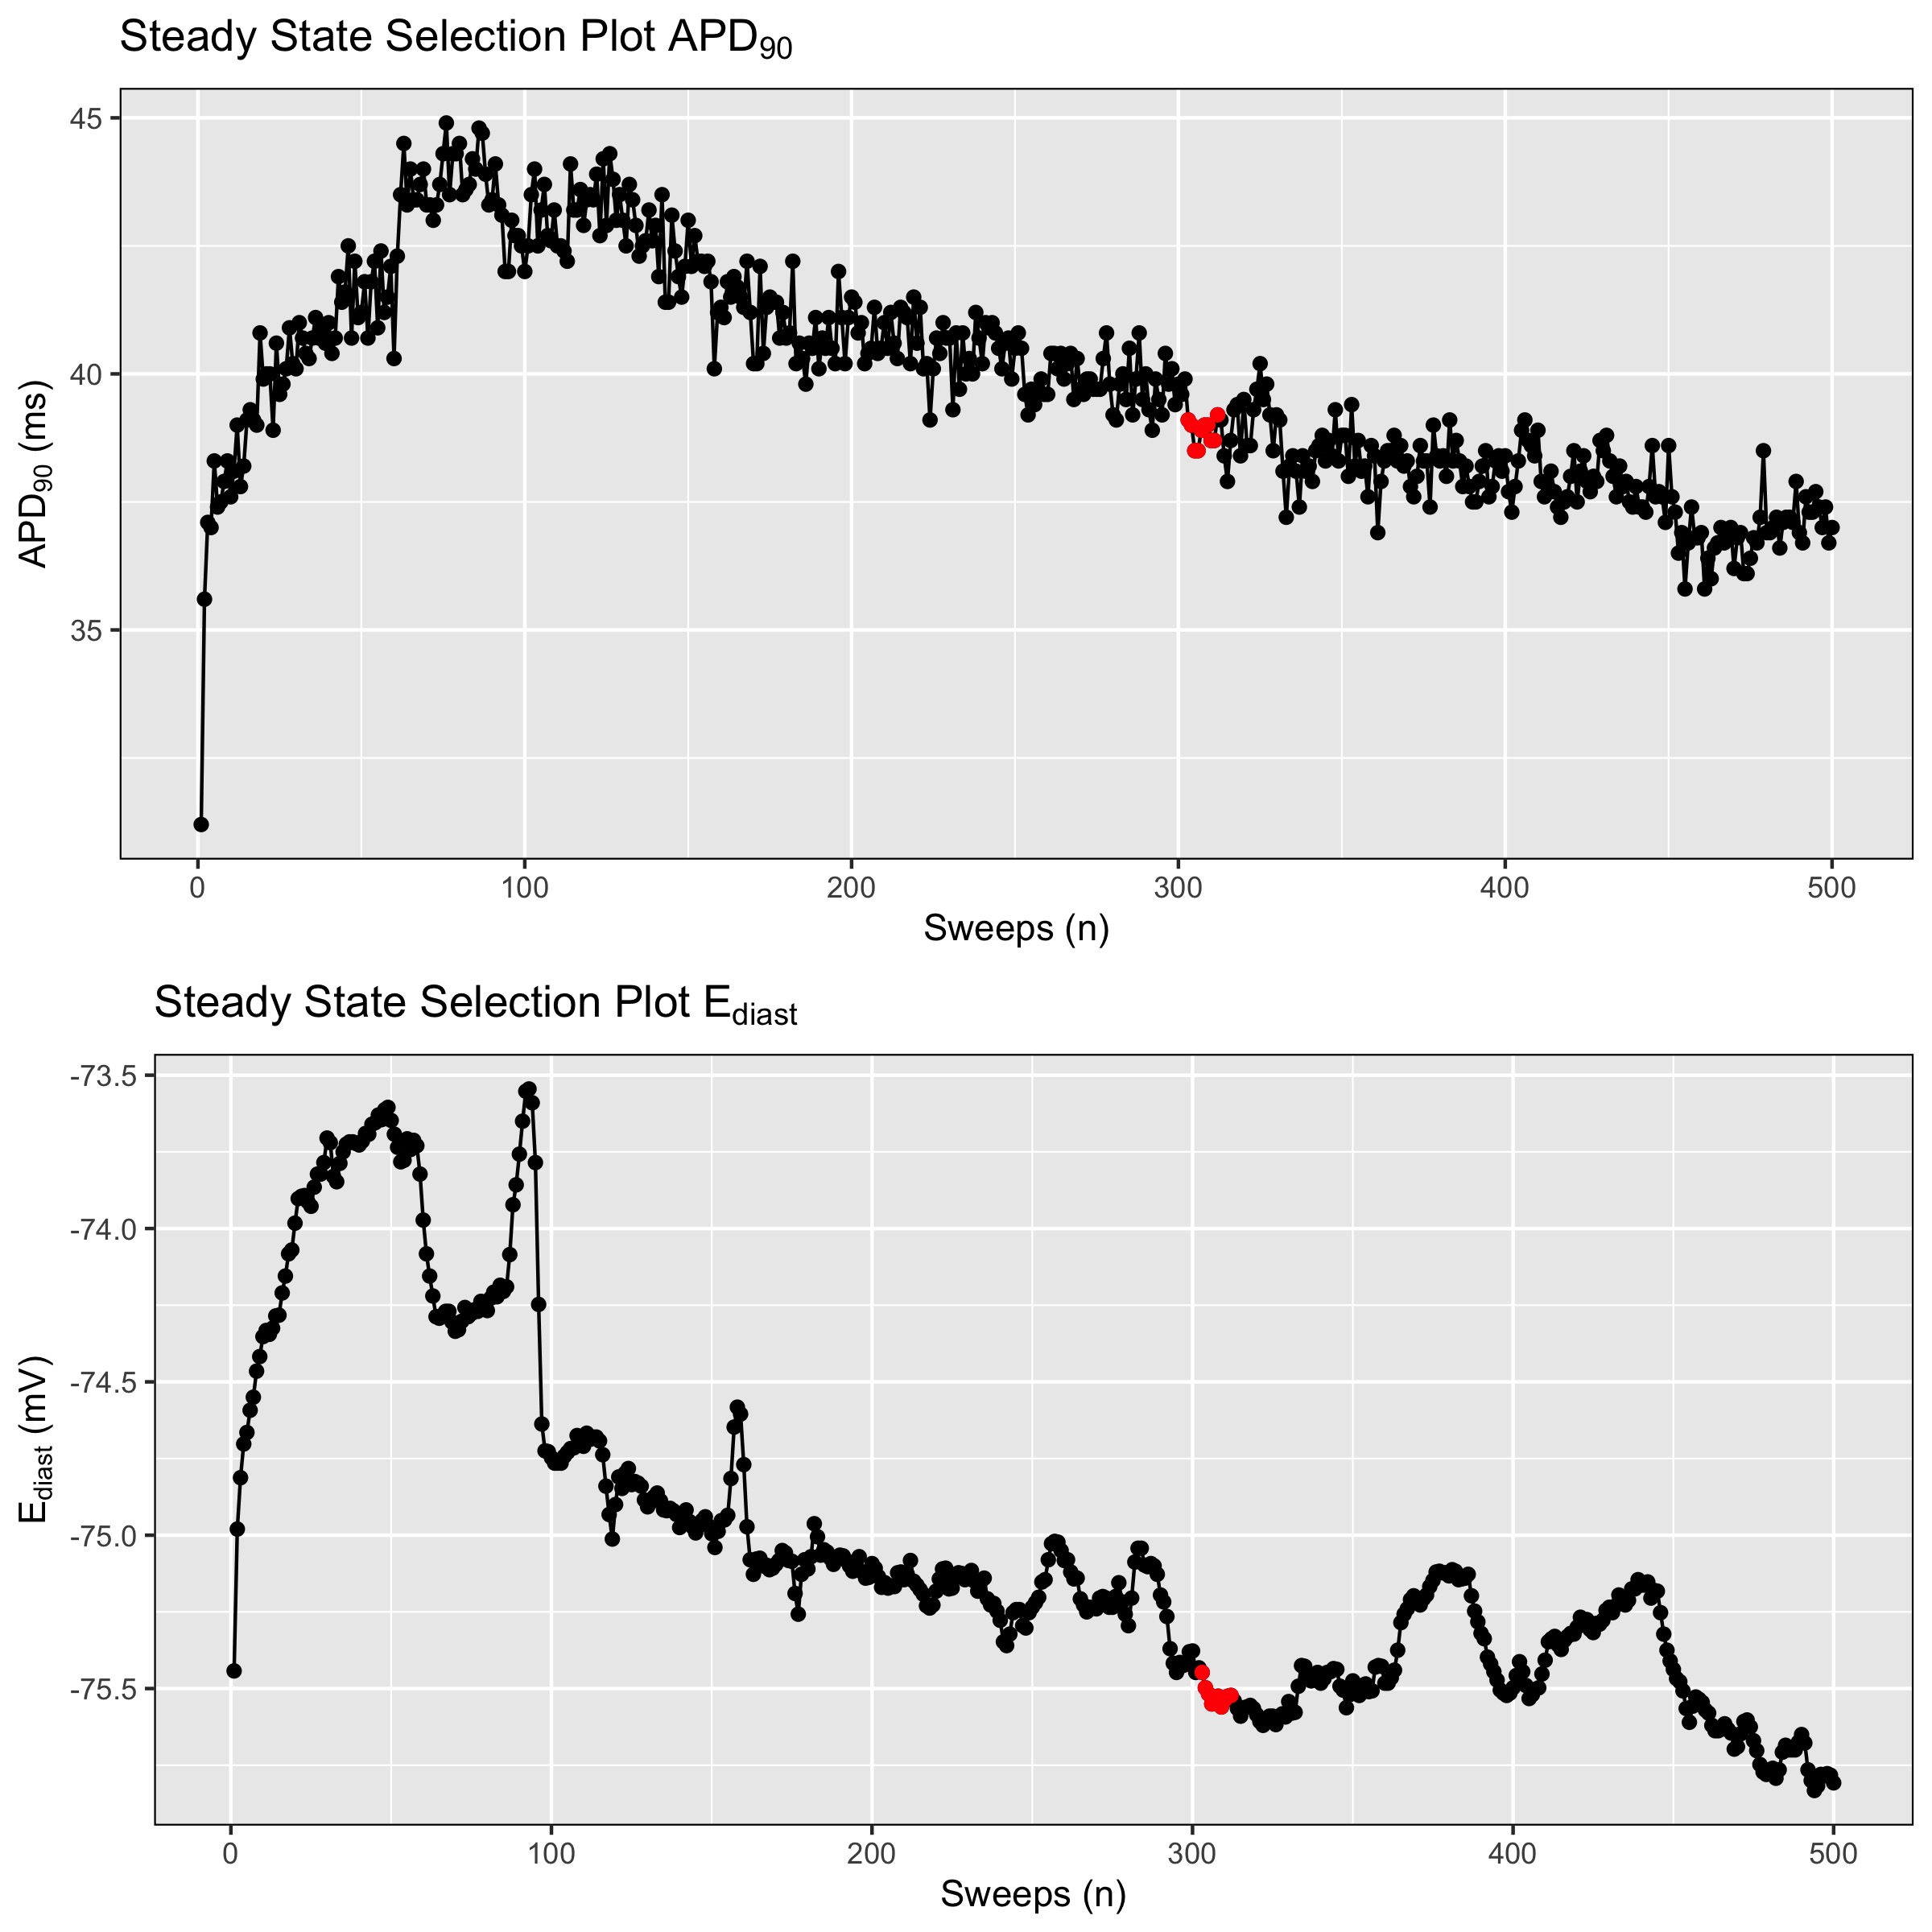 Steady State Selection Plot APD90
45
40
35
APD90 (ms)
0 100 200 300 400 500
Sweeps (n)
Steady State Selection Plot Ediast
-73.5
-74.0
-74.5
-75.0
-75.5
Ediast (mV)
0 100 200 300 400 500
Sweeps (n)